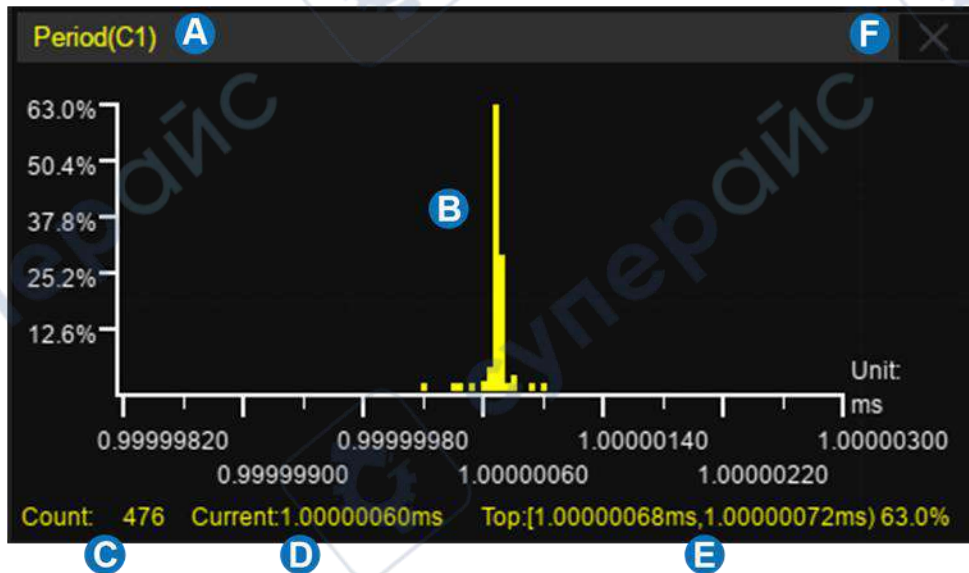 Period(C1) A F
63.0%
50.4%
37.8%
B
25.2%
12.6%
Unit:
ms
0.99999820 0.99999980 1.00000140 1.00000300
0.99999900 1.00000060 1.00000220
Count: 476 Current:1.00000060ms Top:[1.00000068ms,1.00000072ms) 63.0%
C D E
суперайс